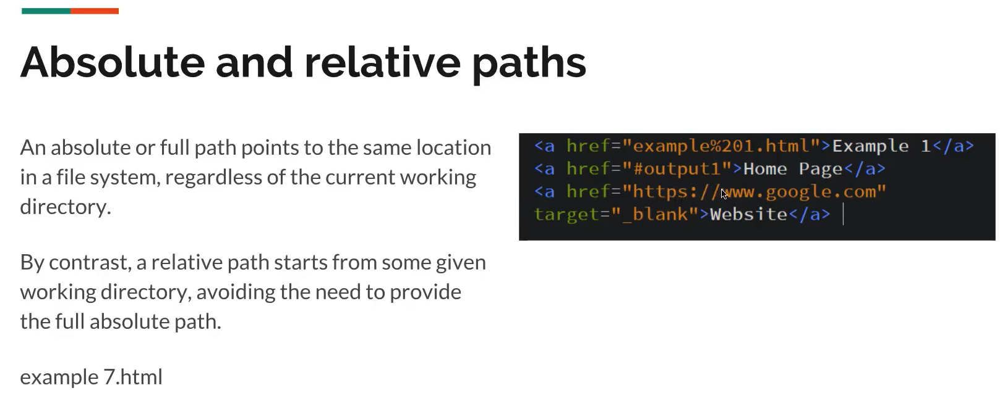 Absolute and relative paths
An absolute or full path points to the same location
in a file system, regardless of the current working
directory.
By contrast, a relative path starts from some given
working directory, avoiding the need to provide
the full absolute path.
example 7.html
<a href="example%201.html">Example 1</a>
<a href="#output1">Home Page</a>
<a href="https://www.google.com"
target="_blank">Website</a>